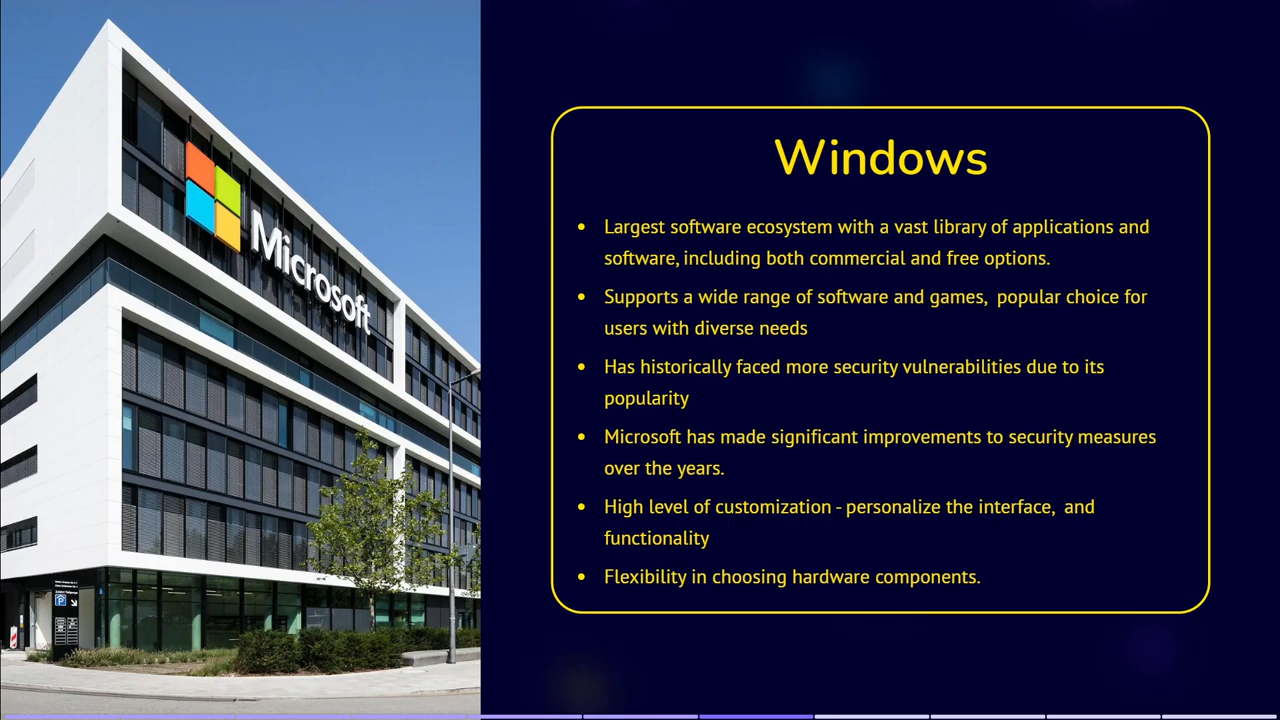 Microsoft
P
Windows
• Largest software ecosystem with a vast library of applications and
software, including both commercial and free options.
• Supports a wide range of software and games,  popular choice for
users with diverse needs
• Has historically faced more security vulnerabilities due to its
popularity
• Microsoft has made significant improvements to security measures
over the years.
• High level of customization - personalize the interface,  and
functionality
• Flexibility in choosing hardware components.